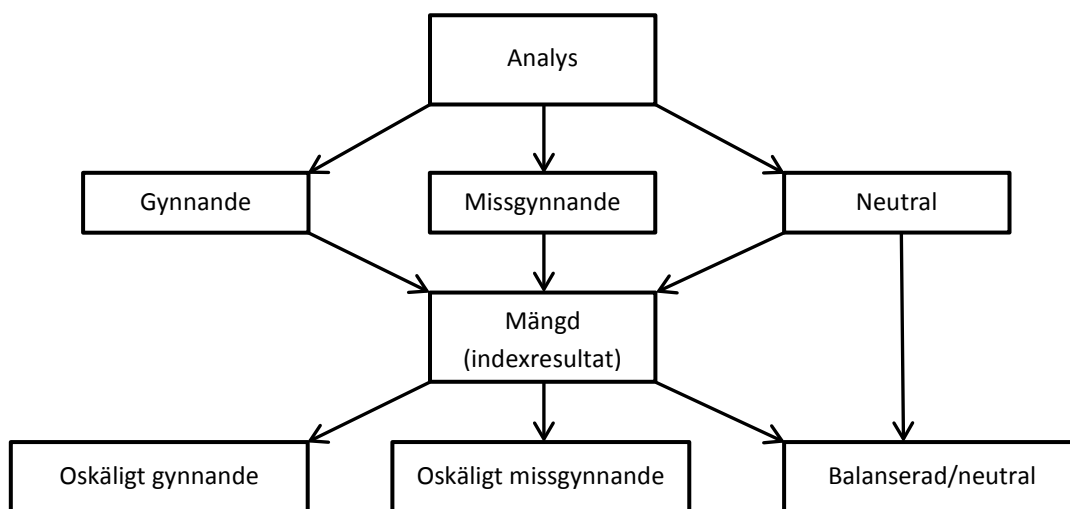 Analys
Gynnande
Missgynnande
Neutral
Mängd
(indexresultat)
Oskäligt gynnande
Oskäligt missgynnande
Balanserad/neutral